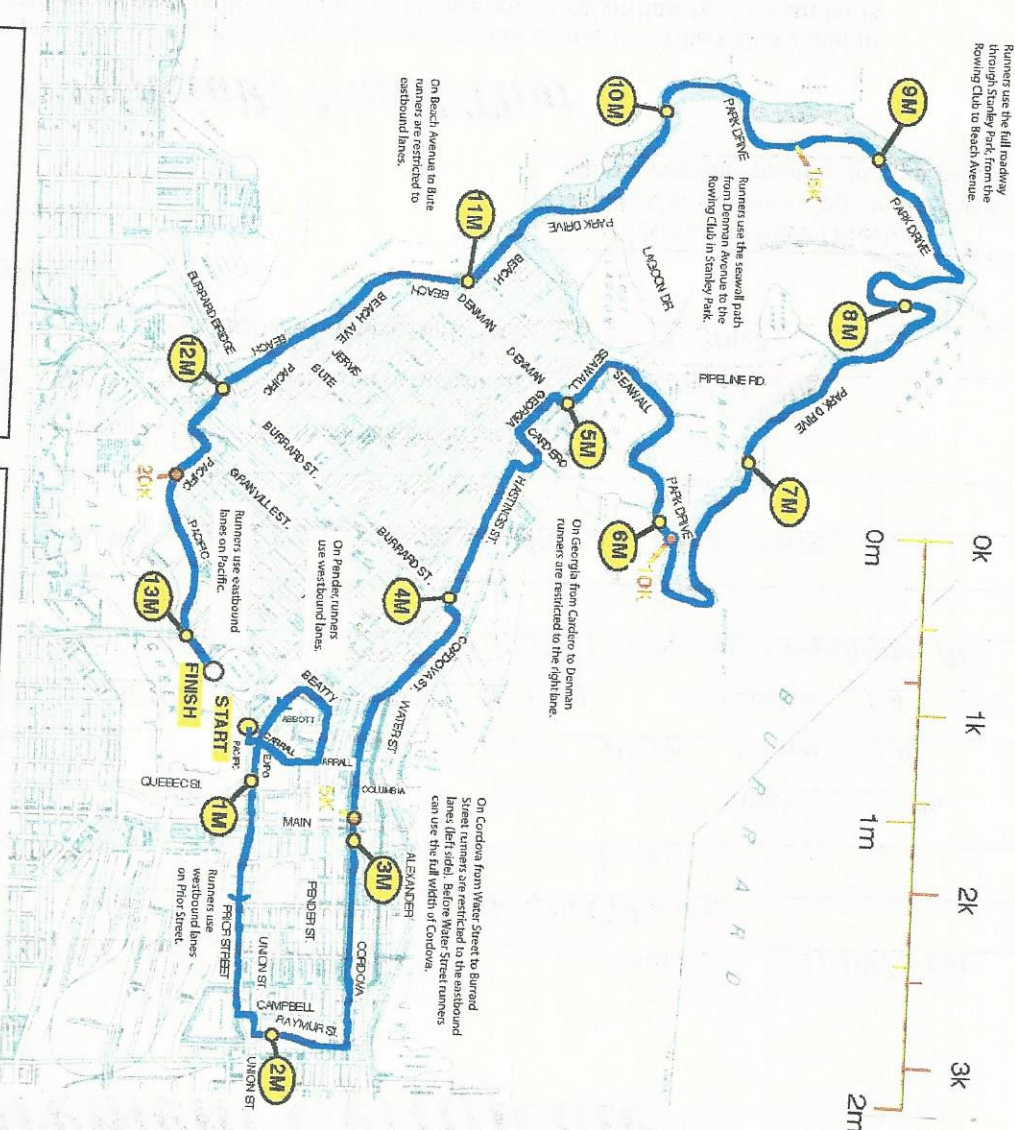 Runners use the full roadway
through Stanley Park, from the
Rowing Club to Beach Avenue.
9M
PARK DRIVE
10M
PARK DRIVE
15K
Runners use the seawall path
from Denman Avenue to the
Rowing Club in Stanley Park.
On Beach Avenue to Bute
runners are restricted to
eastbound lanes.
8M
PARK DRIVE
LAGOON DR
PARK DRIVE
11M
BEACH
DENMAN
BEACH
PIPELINE RD.
7M
SEAWALL
SEAWALL
DENMAN
GEORGIA
CARDERO
5M
PARK DRIVE
6M
10K
BURRARD BRIDGE
BEACH AVE
BEACH
JERVIS
BUTE
PACIFIC
12M
HASTINGS ST.
On Georgia from Cardero to Denman
runners are restricted to the right lane.
BURRARD ST.
GRANVILLE ST.
BURRARD ST.
4M
PACIFIC
20K
PACIFIC
Runners use eastbound
lanes on Pacific.
On Pender, runners
use westbound lanes.
13M
FINISH
START
CORDOVA ST.
WATER ST.
BEATTY
ABBOTT
CARRALL
ARRALL
PACIFIC
EXPO
COLUMBIA
QUEBEC St.
1M
MAIN
5K
3M
ALEXANDER
On Cordova from Water Street to Burrard
Street runners are restricted to the eastbound
lanes (left side). Before Water Street runners
can use the full width of Cordova.
Runners use
westbound lanes
on Prior Street.
PRIOR STREET
UNION ST.
PENDER ST.
CORDOVA
CAMPBELL
RAYMUR St.
2M
UNION ST
BURRARD
0k
1k
2k
3k
0m
1m
2m